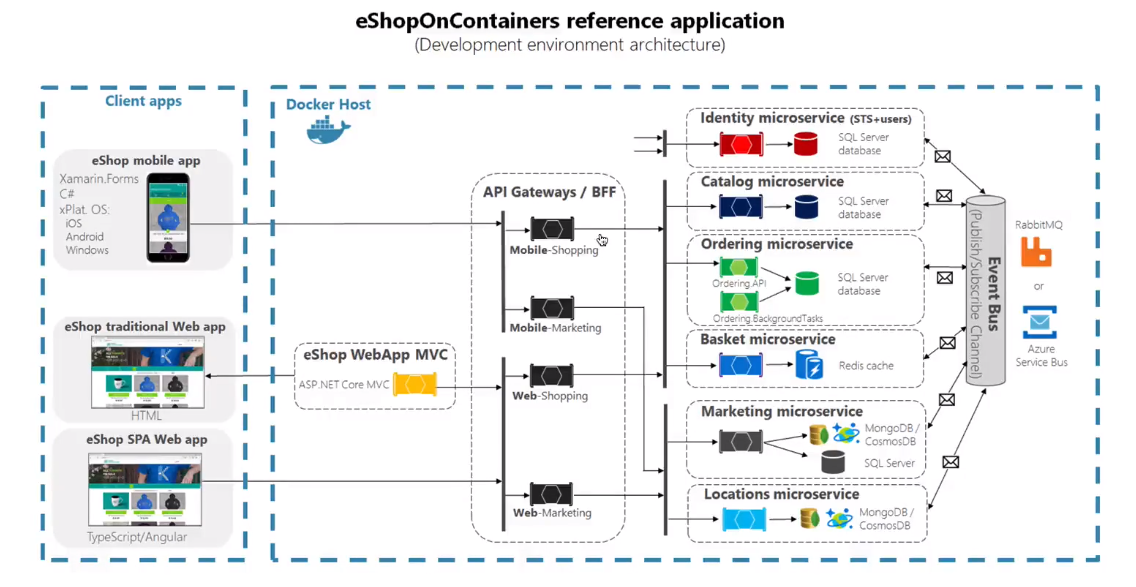 eShopOnContainers reference application
(Development environment architecture)
Client apps
eShop mobile app
Xamarin.Forms
C#
xPlat. OS:
iOS
Android
Windows
eShop traditional Web app
HTML
eShop SPA Web app
TypeScript/Angular
Docker Host
eShop WebApp MVC
ASP.NET Core MVC
API Gateways / BFF
Mobile-Shopping
Mobile-Marketing
Web-Shopping
Web-Marketing
Identity microservice (STS+users)
SQL Server
database
Catalog microservice
SQL Server
database
Ordering microservice
Ordering.API
SQL Server
database
Ordering.BackgroundTasks
Basket microservice
Redis cache
Marketing microservice
MongoDB /
CosmosDB
SQL Server
Locations microservice
MongoDB /
CosmosDB
Event Bus
(Publish/Subscribe Channel)
RabbitMQ
or
Azure
Service Bus